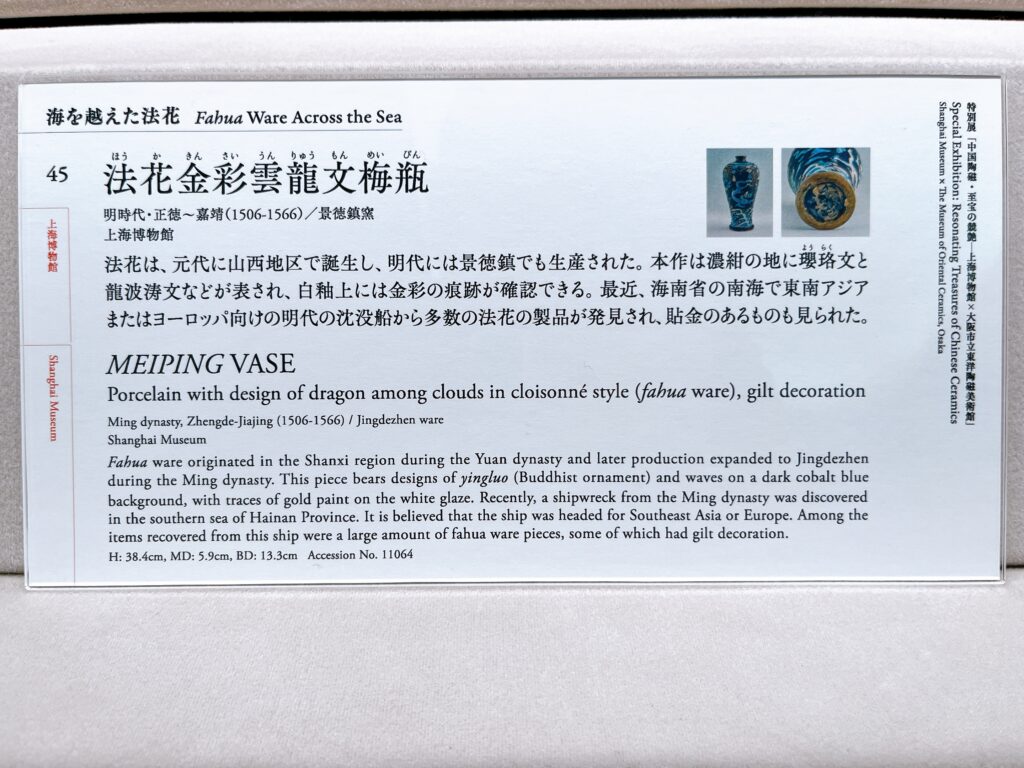 海を越えた法花 Fahua Ware Across the Sea
45
ほう か きん さい うん りゅう もん めい びん
法花金彩雲龍文梅瓶
明時代・正徳~嘉靖(1506-1566)/景徳鎮窯
上海博物館
よう らく
法花は、元代に山西地区で誕生し、明代には景徳鎮でも生産された。本作は濃紺の地に瓔珞文と
龍波涛文などが表され、白釉上には金彩の痕跡が確認できる。最近、海南省の南海で東南アジア
またはヨーロッパ向けの明代の沈没船から多数の法花の製品が発見され、貼金のあるものも見られた。
MEIPING VASE
Porcelain with design of dragon among clouds in cloisonné style (fahua ware), gilt decoration
Ming dynasty, Zhengde-Jiajing (1506-1566) / Jingdezhen ware
Shanghai Museum
Fahua ware originated in the Shanxi region during the Yuan dynasty and later production expanded to Jingdezhen
during the Ming dynasty. This piece bears designs of yingluo (Buddhist ornament) and waves on a dark cobalt blue
background, with traces of gold paint on the white glaze. Recently, a shipwreck from the Ming dynasty was discovered
in the southern sea of Hainan Province. It is believed that the ship was headed for Southeast Asia or Europe. Among the
items recovered from this ship were a large amount of fahua ware pieces, some of which had gilt decoration.
H: 38.4cm, MD: 5.9cm, BD: 13.3cm Accession No. 11064
上海博物館
Shanghai Museum
特別展「中国陶磁・至宝の競艶―上海博物館×大阪市立東洋陶磁美術館」
Special Exhibition: Resonating Treasures of Chinese Ceramics
Shanghai Museum × The Museum of Oriental Ceramics, Osaka